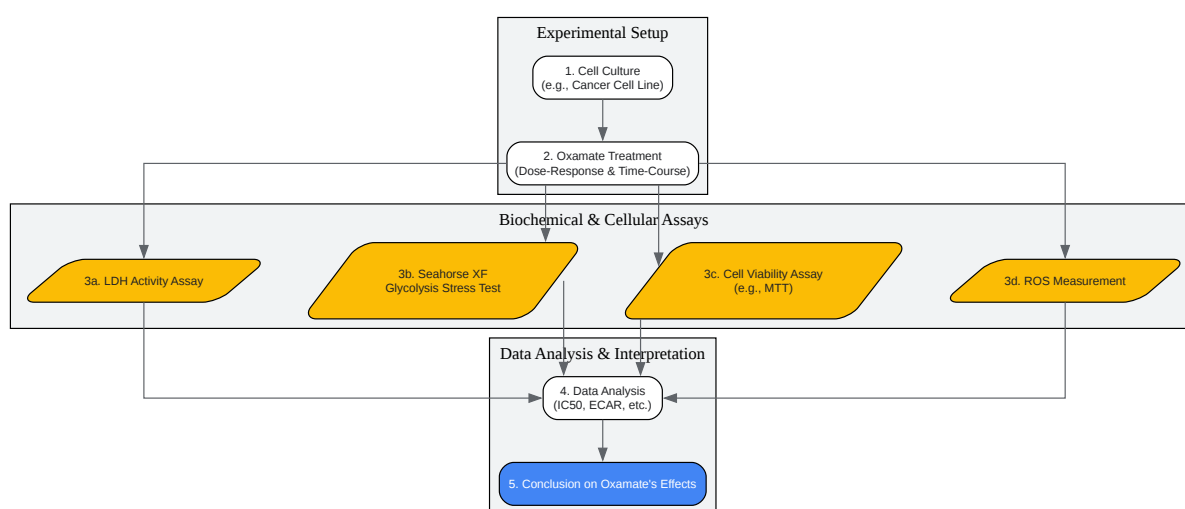 Experimental Setup
1. Cell Culture
(e.g., Cancer Cell Line)
2. Oxamate Treatment
(Dose-Response & Time-Course)
Biochemical & Cellular Assays
3a. LDH Activity Assay
3b. Seahorse XF
Glycolysis Stress Test
3c. Cell Viability Assay
(e.g., MTT)
3d. ROS Measurement
Data Analysis & Interpretation
4. Data Analysis
(IC50, ECAR, etc.)
5. Conclusion on Oxamate's Effects